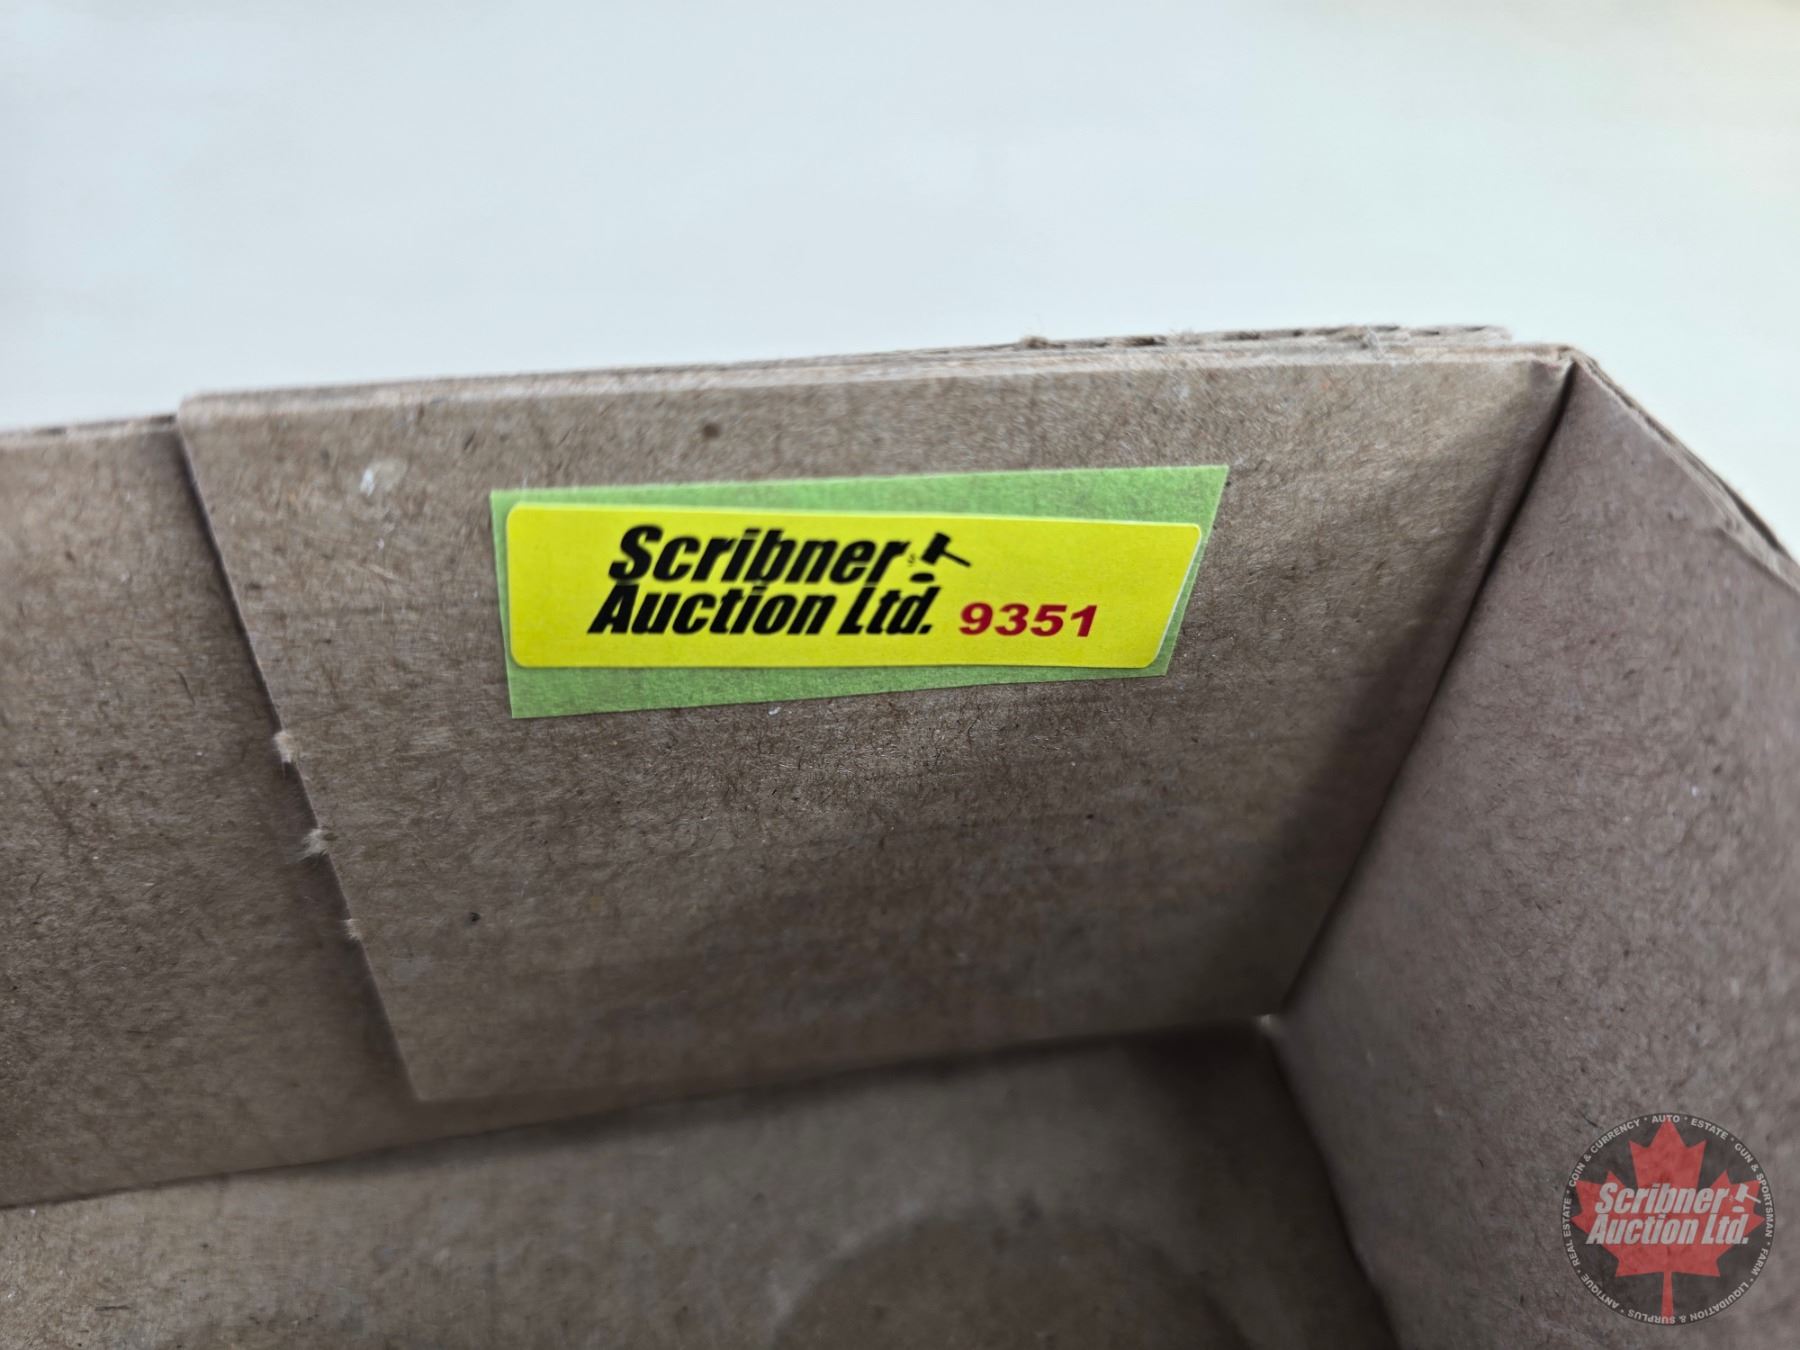 Scribner
Auction Ltd. 9351
COIN & CURRENCY · AUTO · ESTATE · GUN & SPORTSMAN · FARM · LIQUIDATION & SURPLUS · ANTIQUE · REAL ESTATE ·
Scribner
Auction Ltd.